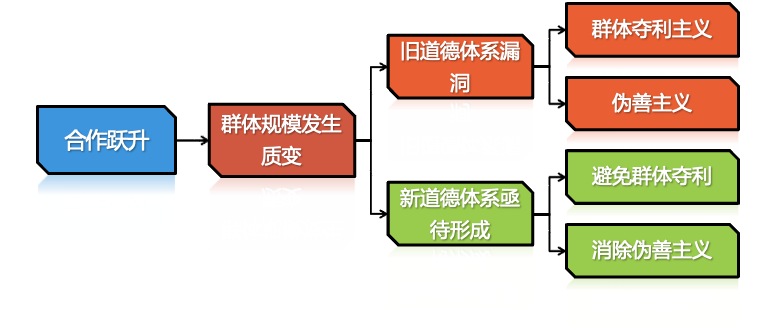 合作跃升
群体规模发生
质变
旧道德体系漏
洞
群体夺利主义
伪善主义
新道德体系亟
待形成
避免群体夺利
消除伪善主义